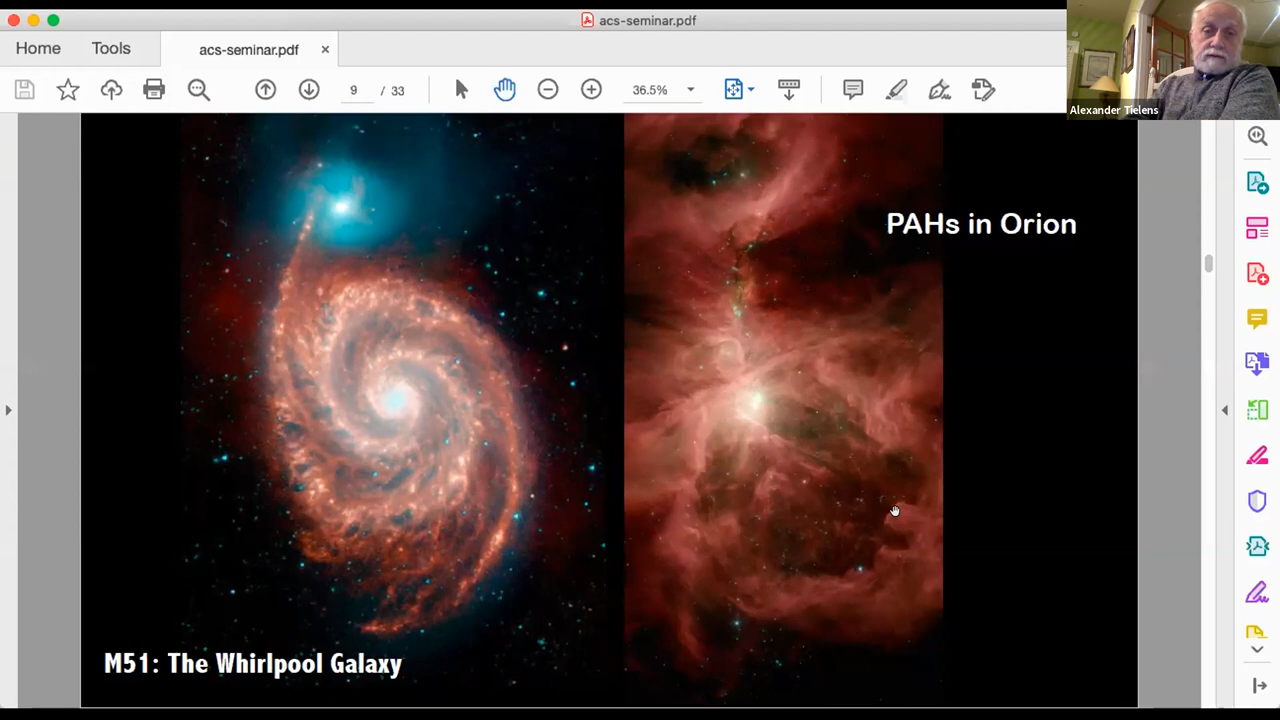 acs-seminar.pdf
Home
Tools
acs-seminar.pdf
9 / 33
36.5%
Alexander Tielens
PAHs in Orion
M51: The Whirlpool Galaxy